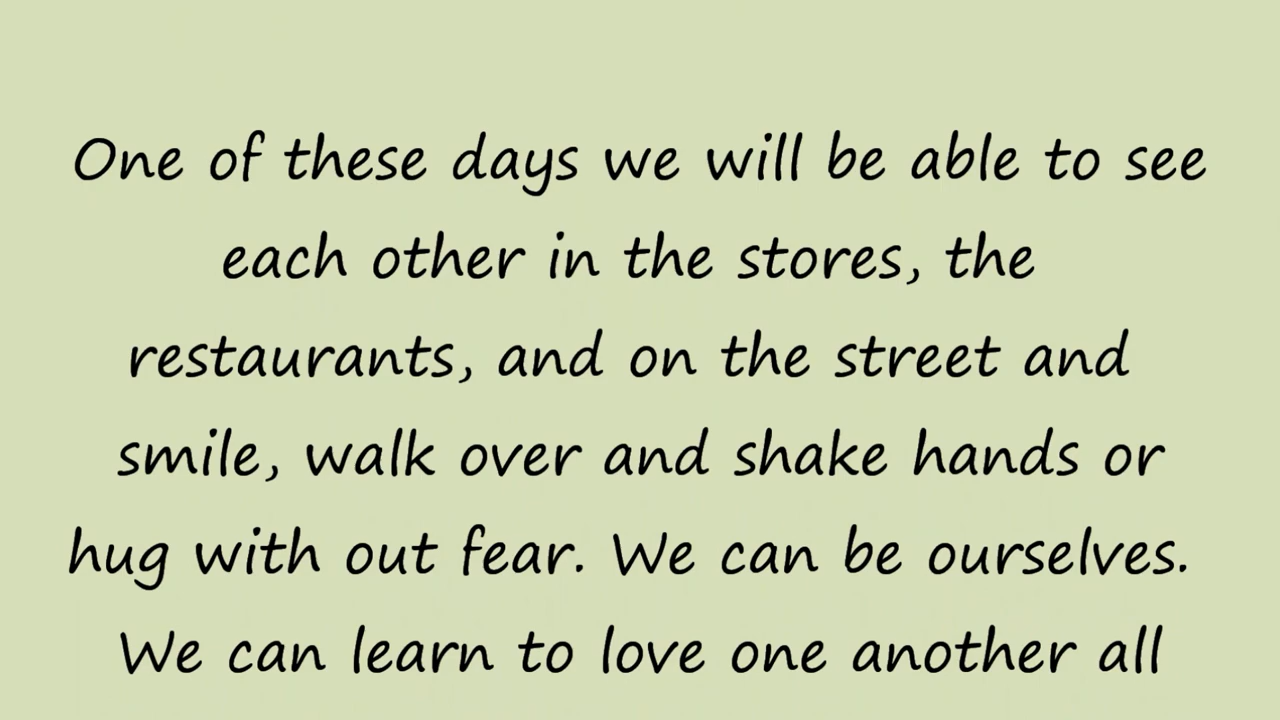 One of these days we will be able to see
each other in the stores, the
restaurants, and on the street and
smile, walk over and shake hands or
hug with out fear. We can be ourselves.
We can learn to love one another all